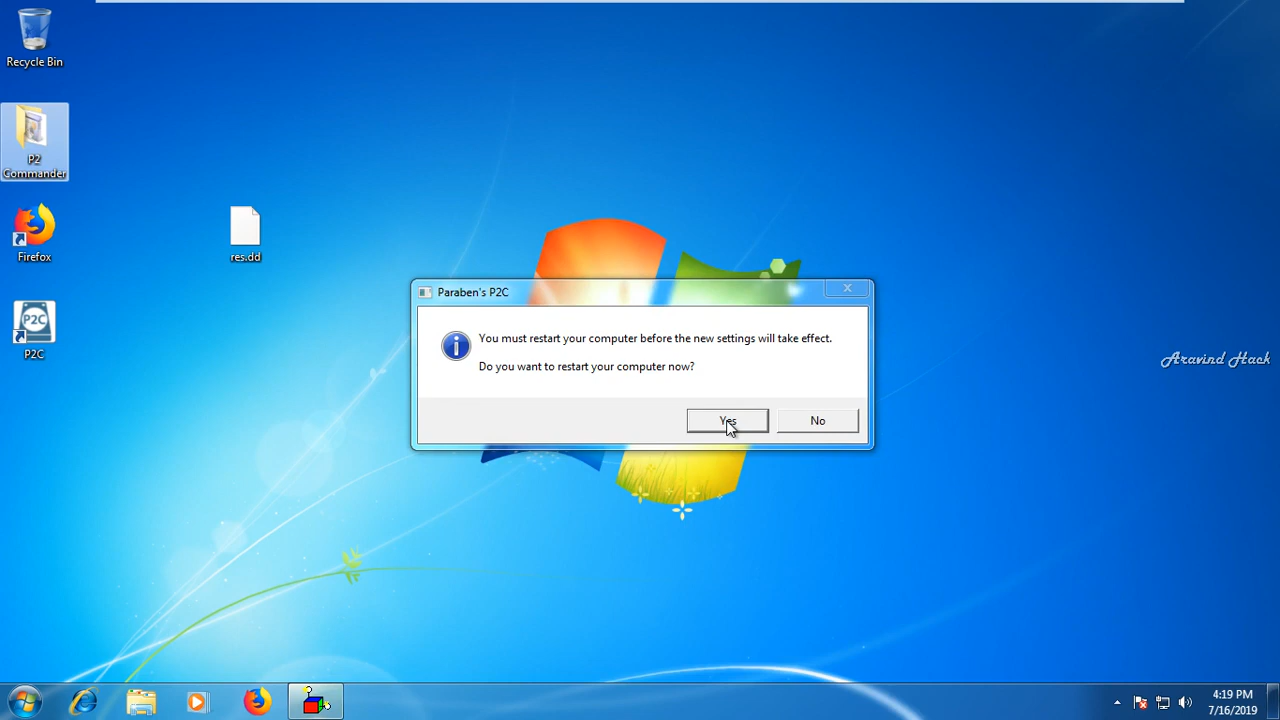 Recycle Bin
P2
Commander
Firefox
res.dd
P2C
P2C
Paraben's P2C
You must restart your computer before the new settings will take effect.
Do you want to restart your computer now?
Yes
No
Aravind Hack
4:19 PM
7/16/2019